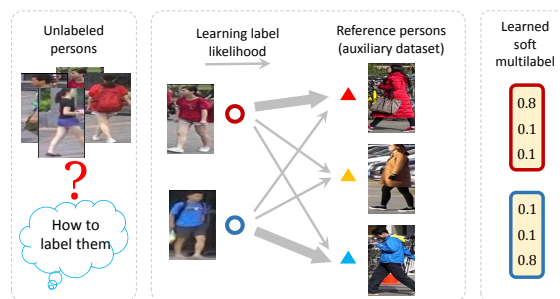 Unlabeled
persons
How to
label them
Learning label
likelihood
Reference persons
(auxiliary dataset)
Learned
soft
multilabel
0.8
0.1
0.1
0.1
0.1
0.8